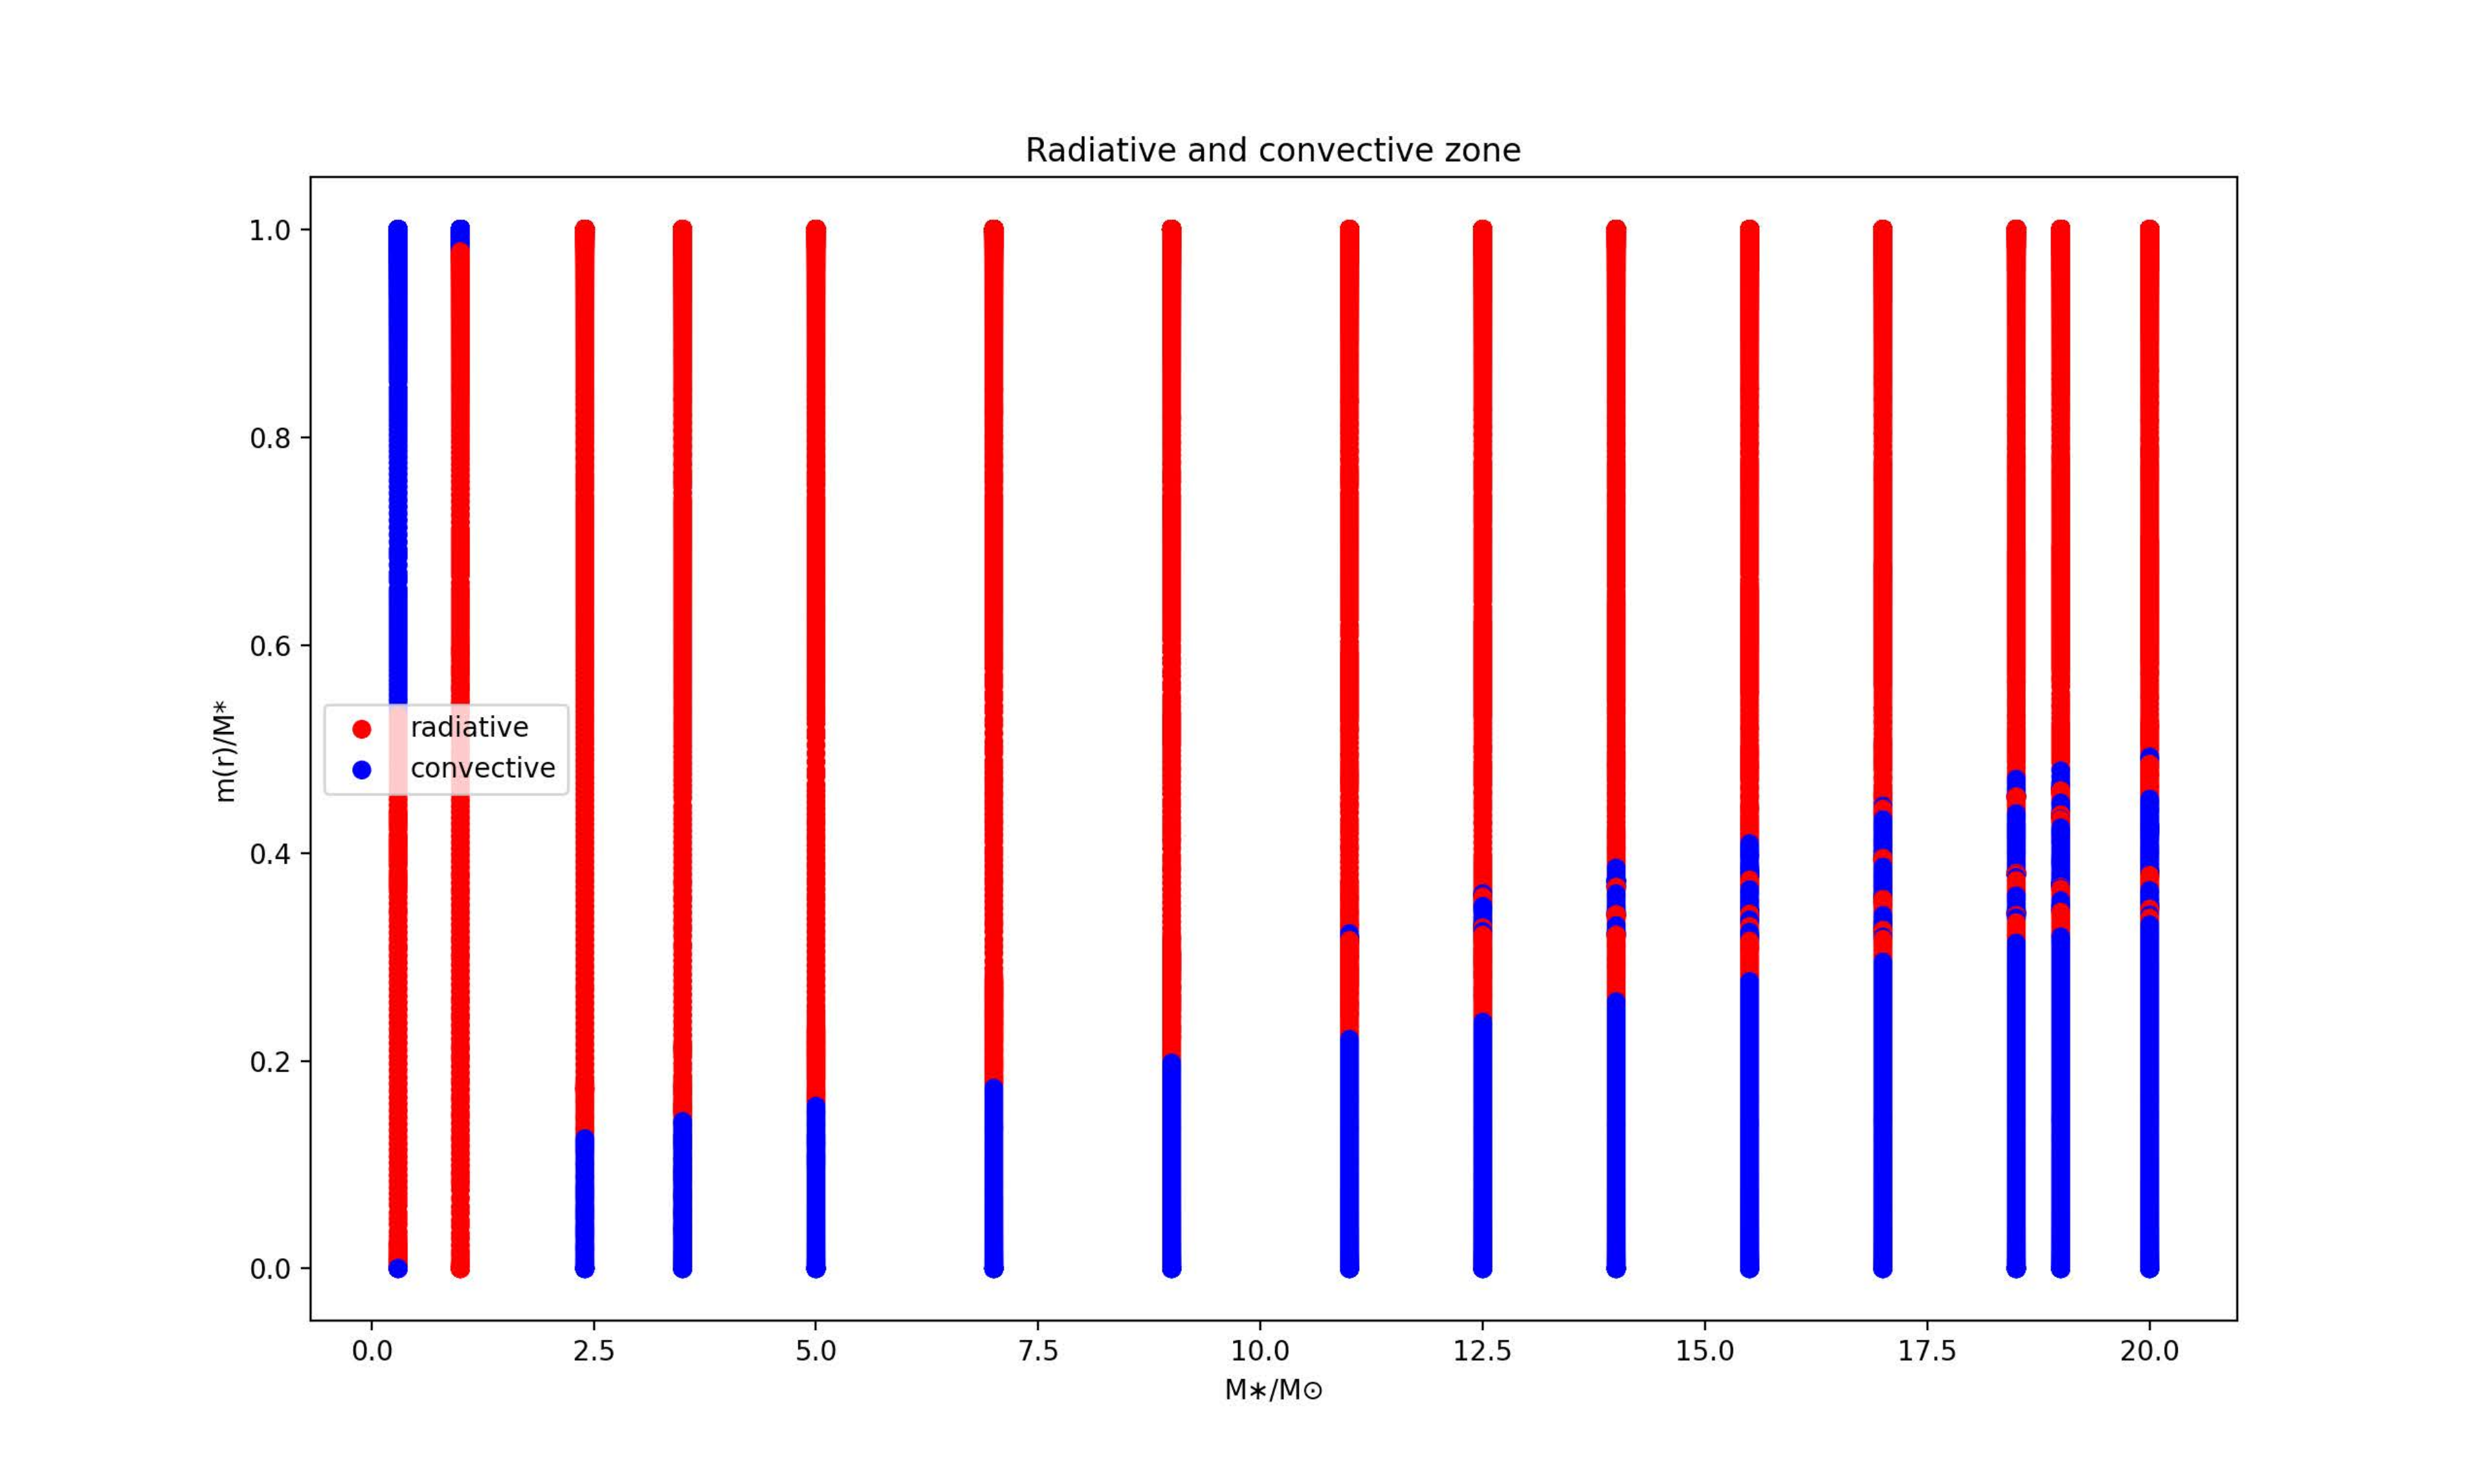 Radiative and convective zone
1.0
0.8
0.6
0.4
0.2
0.0
m(r)/M*
radiative
convective
0.0 2.5 5.0 7.5 10.0 12.5 15.0 17.5 20.0
M∗/M⊙